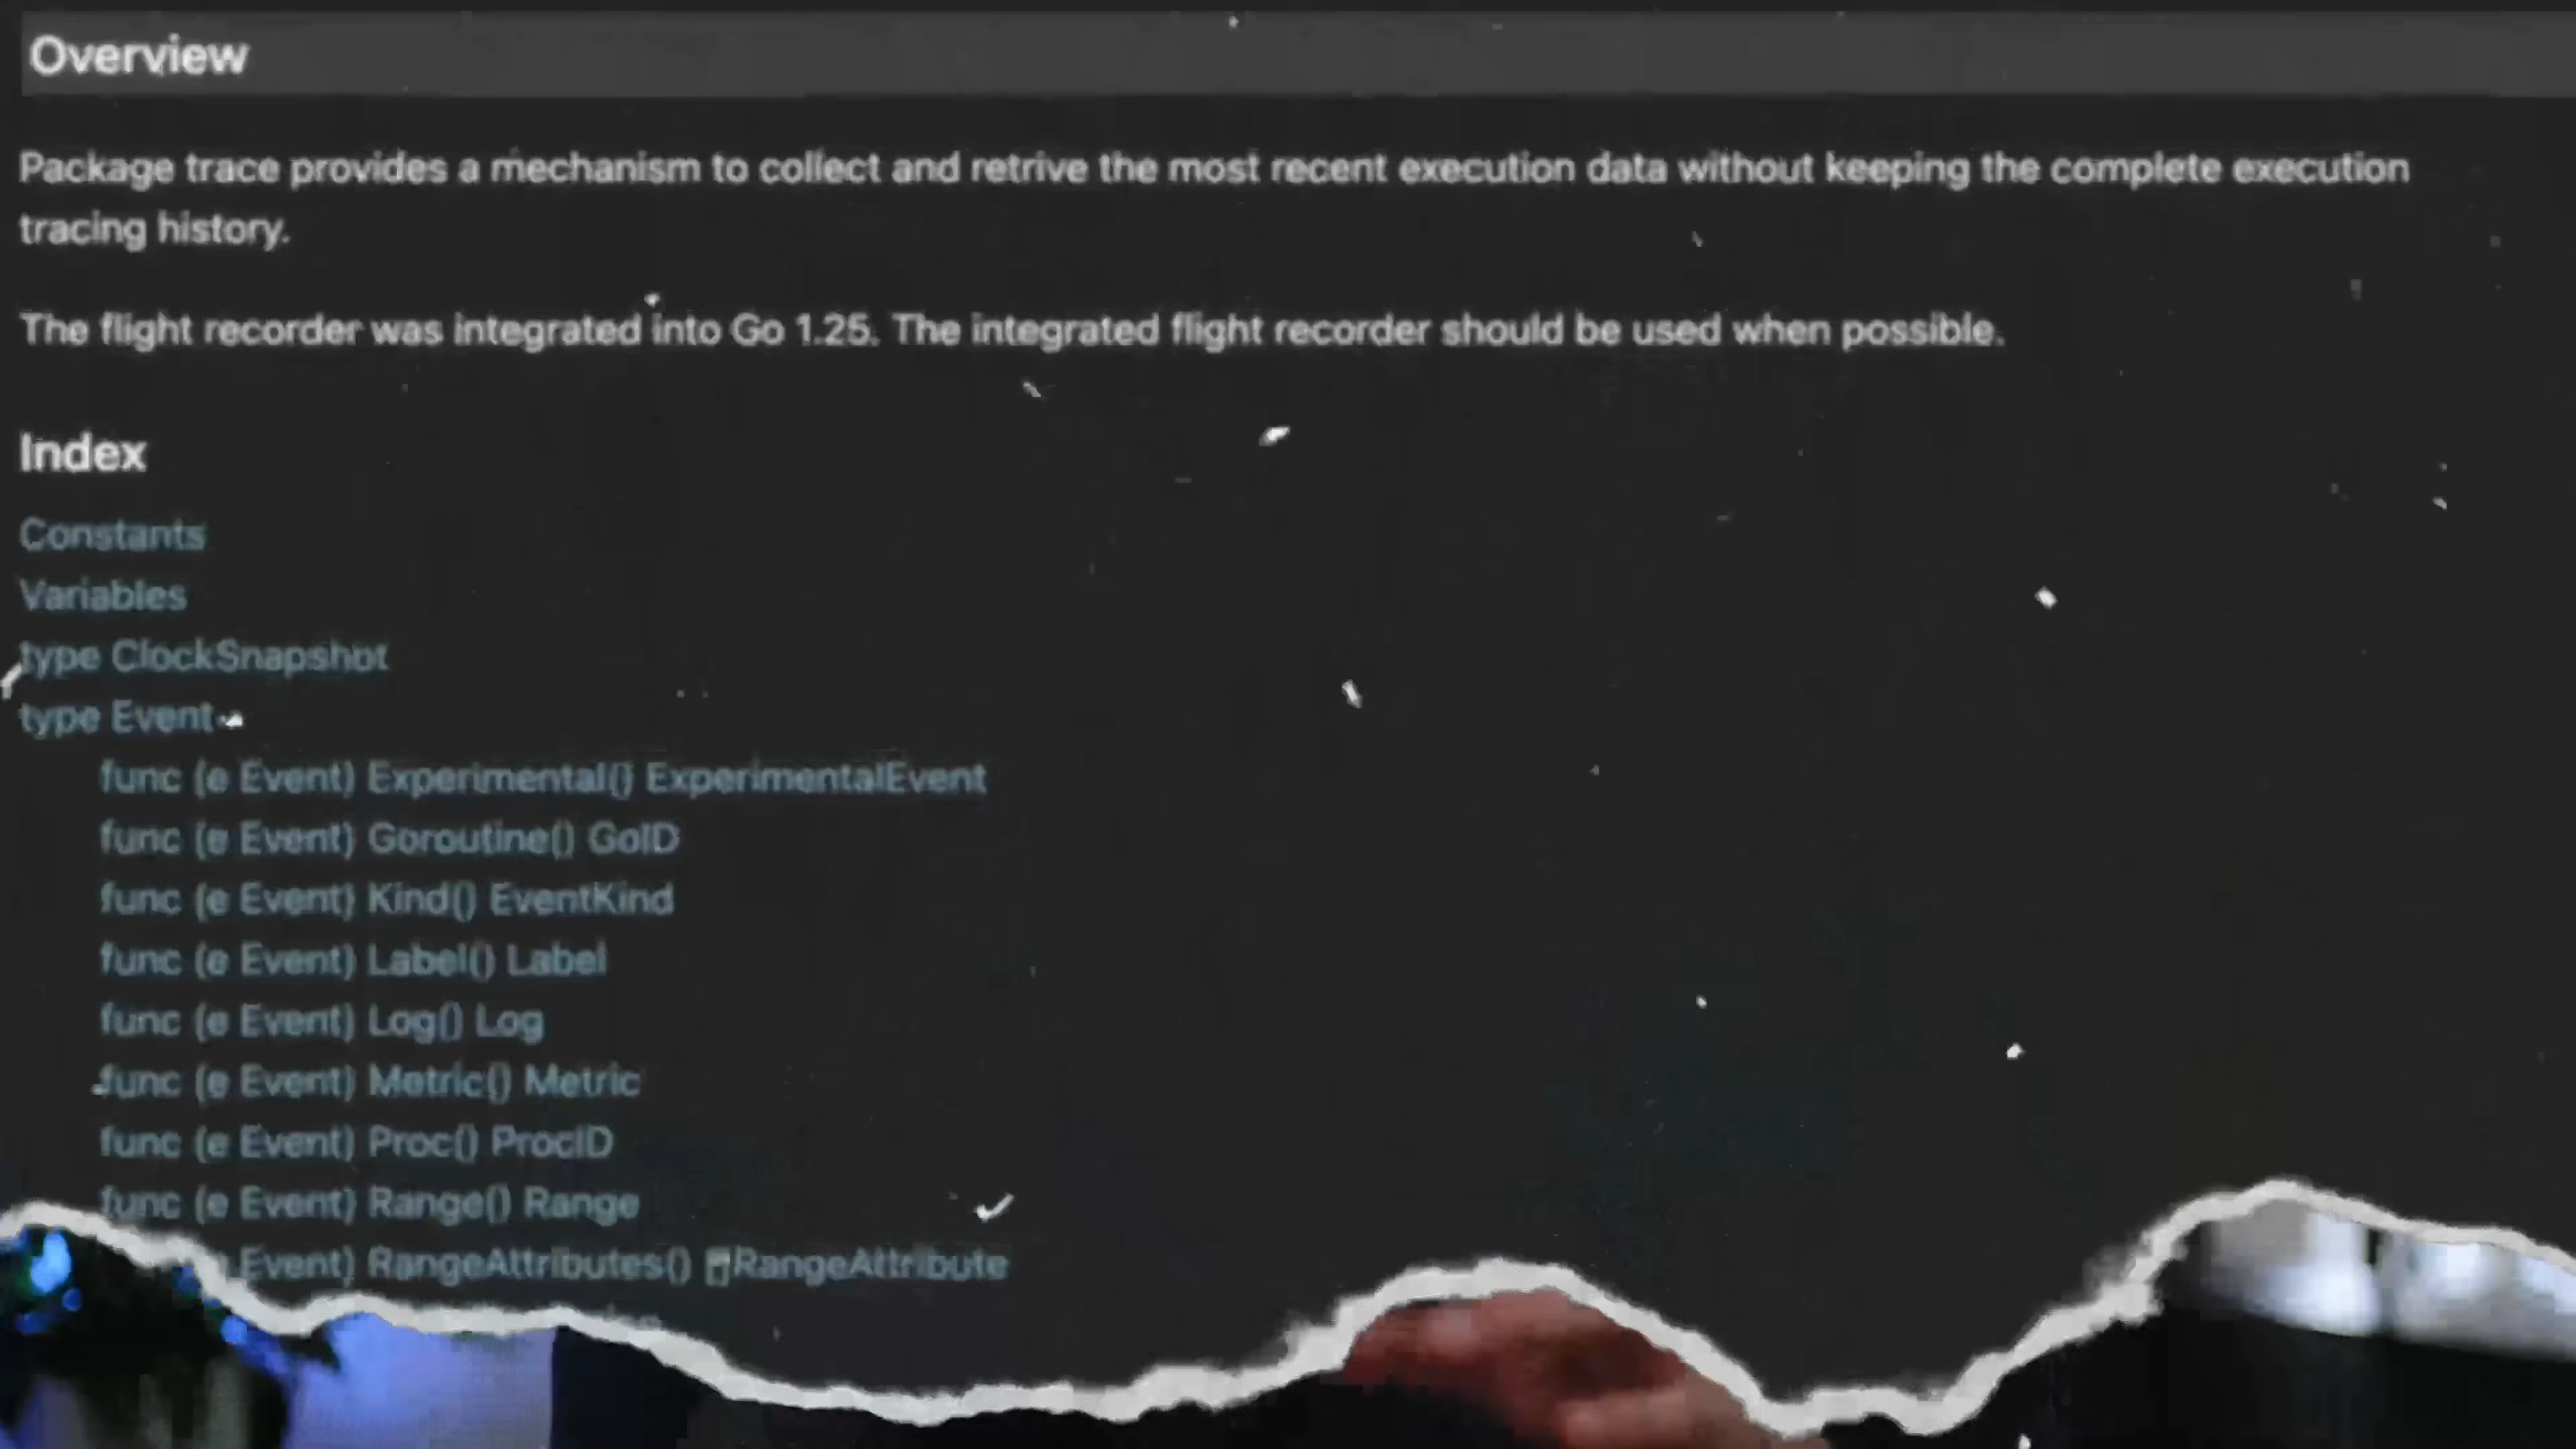 Overview
Package trace provides a mechanism to collect and retrive the most recent execution data without keeping the complete execution
tracing history.
The flight recorder was integrated into Go 1.25. The integrated flight recorder should be used when possible.
Index
Constants
Variables
type ClockSnapshot
type Event
func (e Event) Experimental() ExperimentalEvent
func (e Event) Goroutine() GoID
func (e Event) Kind() EventKind
func (e Event) Label() Label
func (e Event) Log() Log
func (e Event) Metric() Metric
func (e Event) Proc() ProcID
func (e Event) Range() Range
Event) RangeAttributes() []RangeAttribute